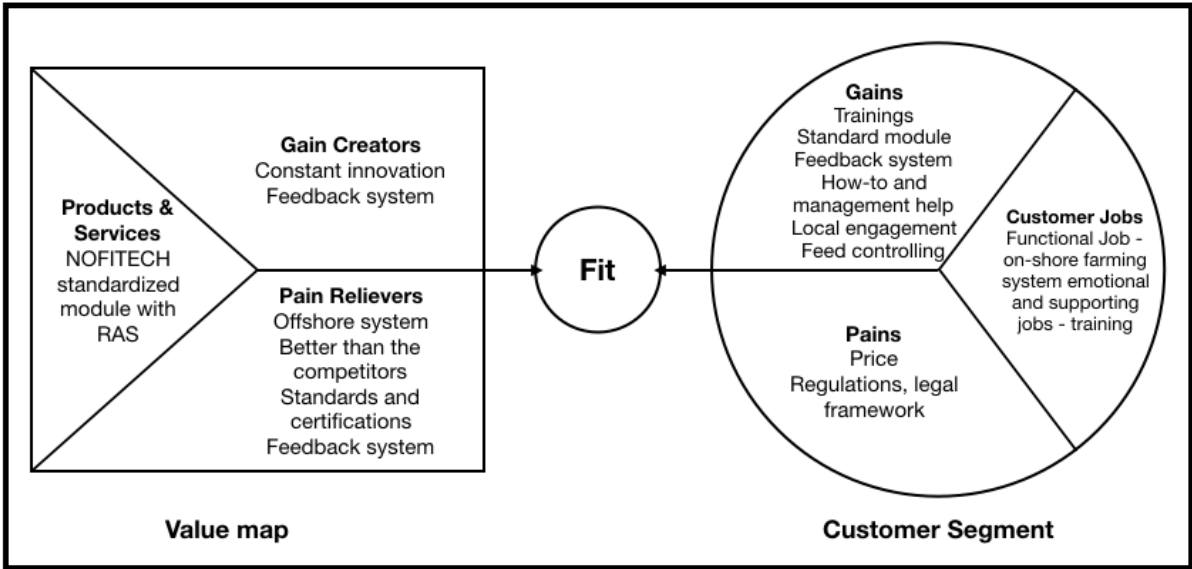 Gain Creators
Constant innovation
Feedback system
Products &
Services
NOFITECH
standardized
module with
RAS
Pain Relievers
Offshore system
Better than the
competitors
Standards and
certifications
Feedback system
Value map
Fit
Gains
Trainings
Standard module
Feedback system
How-to and
management help
Local engagement
Feed controlling
Customer Jobs
Functional Job -
on-shore farming
system emotional
and supporting
jobs - training
Pains
Price
Regulations, legal
framework
Customer Segment